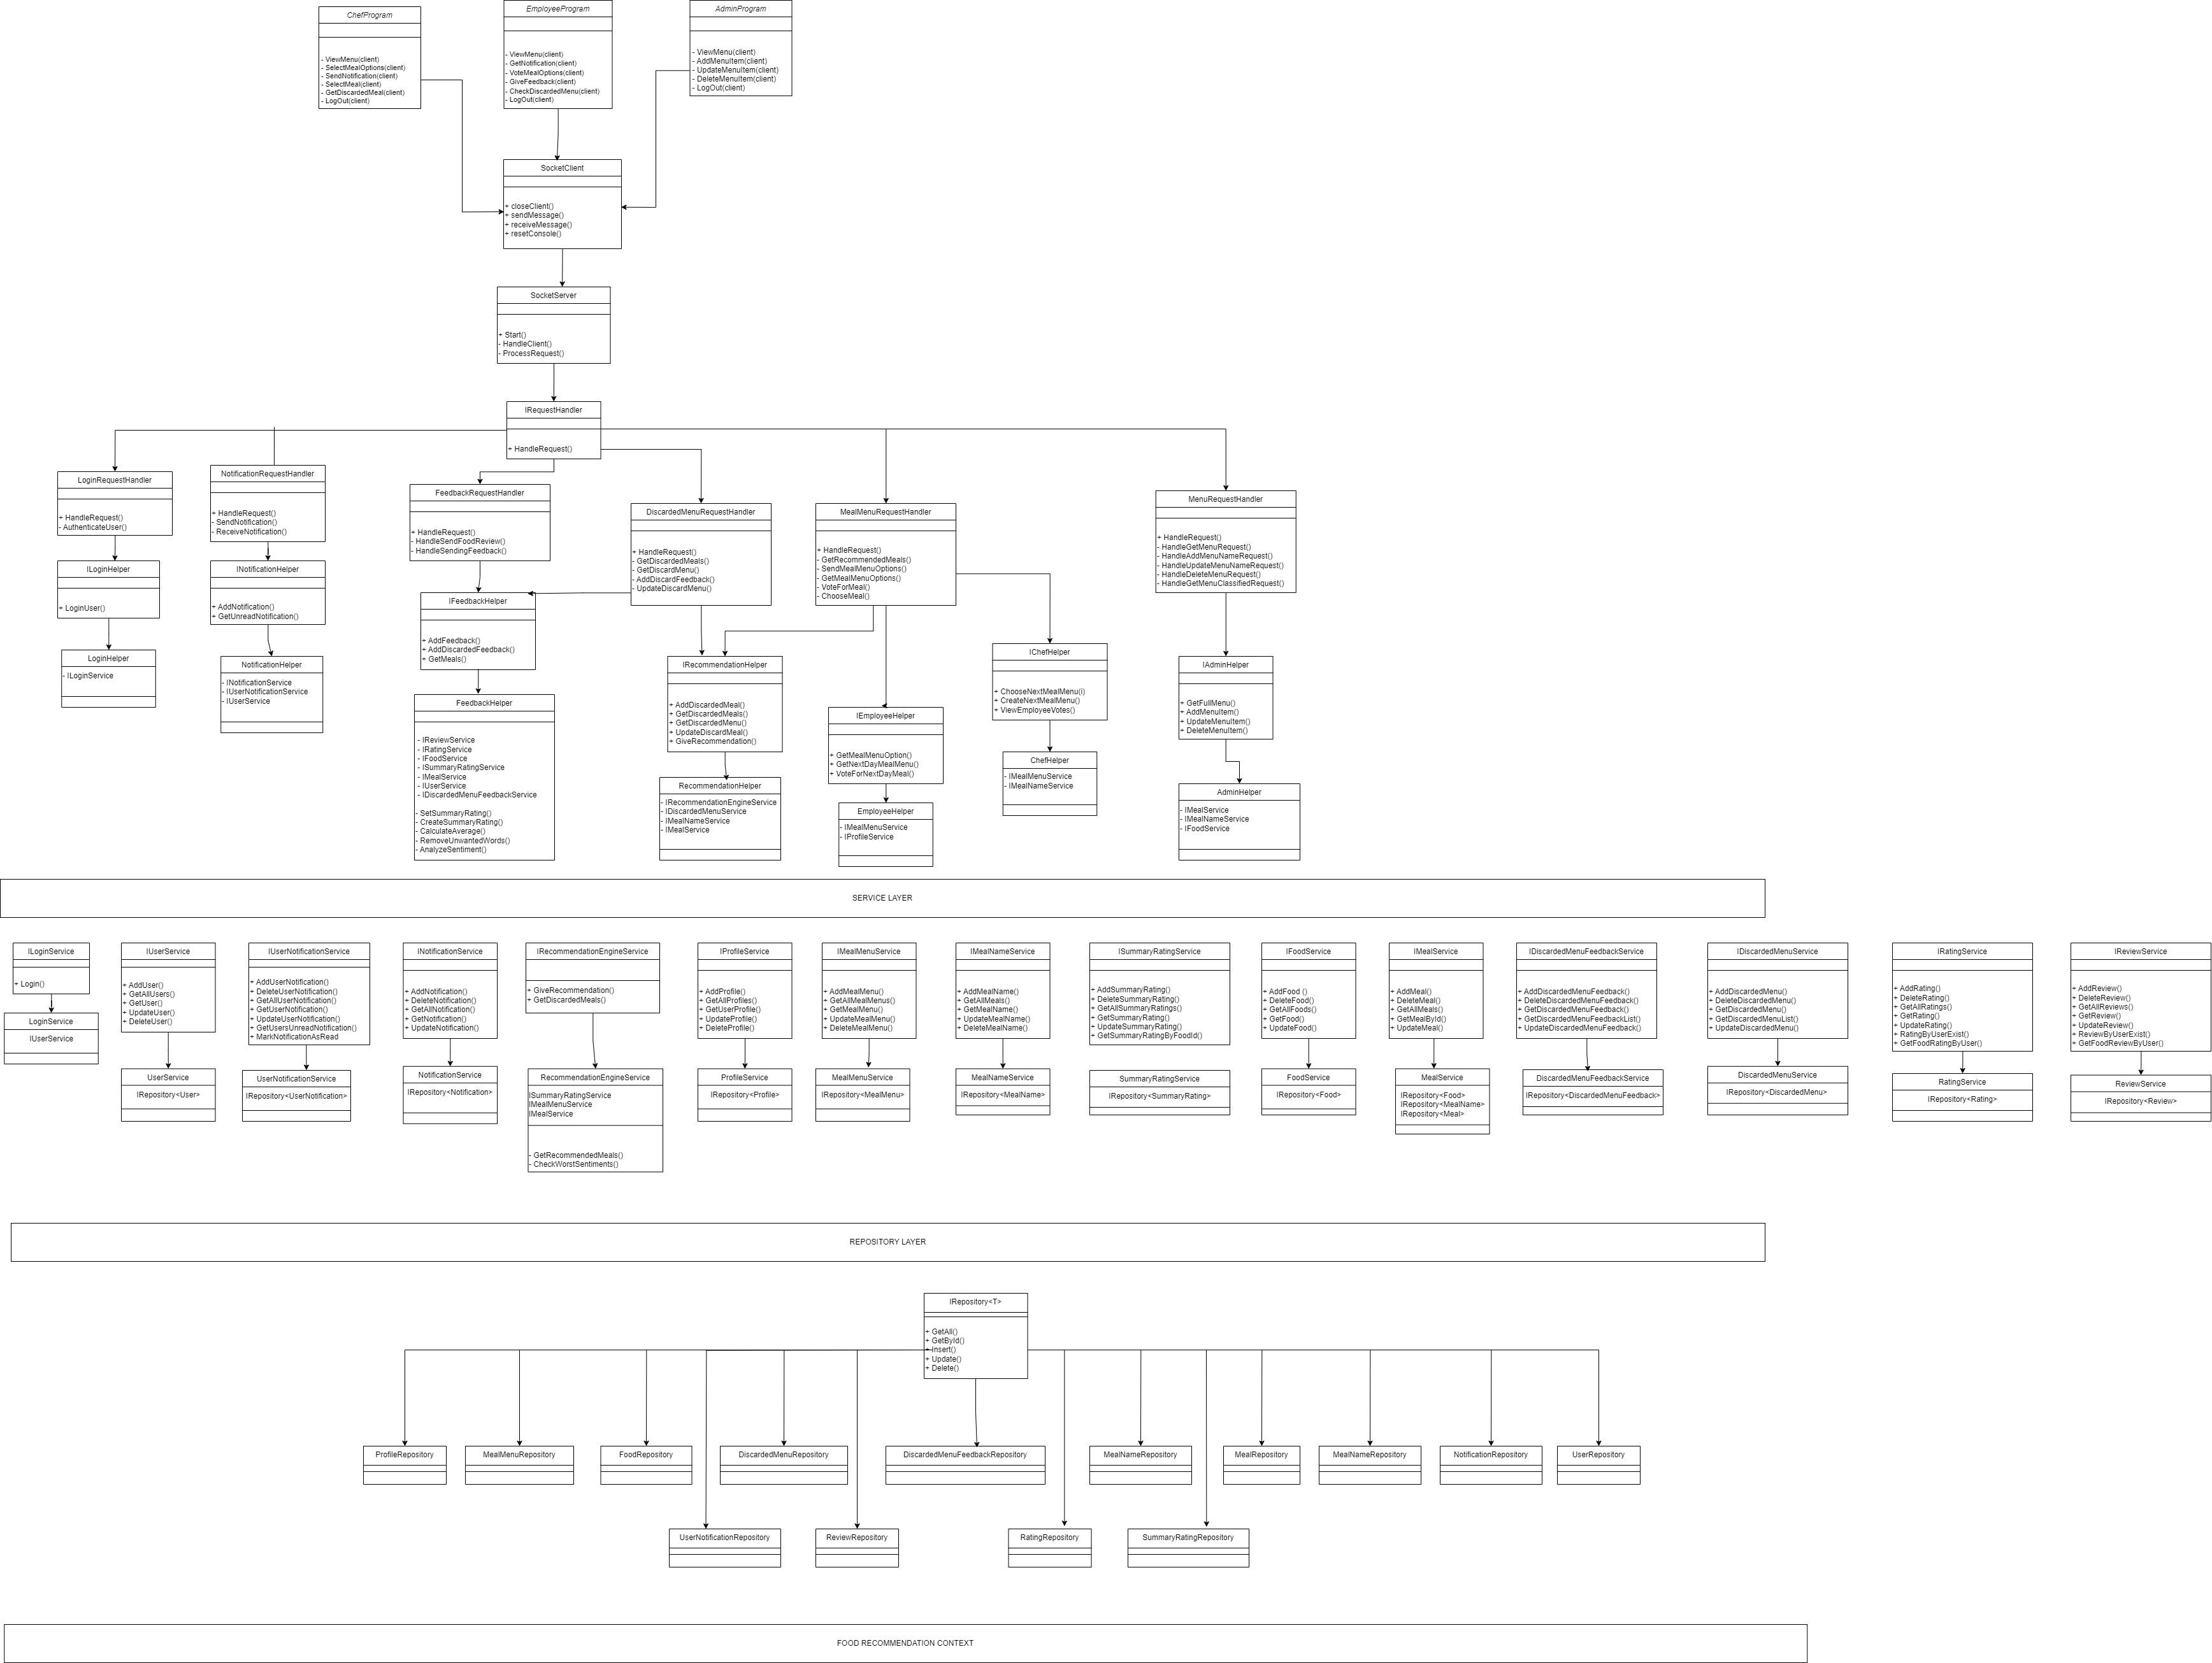 ChefProgram
- ViewMenu(client)
- SelectMealOptions(client)
- SendNotification(client)
- SelectMeal(client)
- GetDiscardedMeal(client)
- LogOut(client)
EmployeeProgram
- ViewMenu(client)
- GetNotification(client)
- VoteMealOptions(client)
- GiveFeedback(client)
- CheckDiscardedMenu(client)
- LogOut(client)
AdminProgram
- ViewMenu(client)
- AddMenuItem(client)
- UpdateMenuItem(client)
- DeleteMenuItem(client)
- LogOut(client)
SocketClient
+ closeClient()
+ sendMessage()
+ receiveMessage()
+ resetConsole()
SocketServer
+ Start()
- HandleClient()
- ProcessRequest()
IRequestHandler
+ HandleRequest()
LoginRequestHandler
+ HandleRequest()
- AuthenticateUser()
NotificationRequestHandler
+ HandleRequest()
- SendNotification()
- ReceiveNotification()
FeedbackRequestHandler
+ HandleRequest()
- HandleSendFoodReview()
- HandleSendingFeedback()
DiscardedMenuRequestHandler
+ HandleRequest()
- GetDiscardedMeals()
- GetDiscardMenu()
- AddDiscardFeedback()
- UpdateDiscardMenu()
MealMenuRequestHandler
+ HandleRequest()
- GetRecommendedMeals()
- SendMealMenuOptions()
- GetMealMenuOptions()
- VoteForMeal()
- ChooseMeal()
MenuRequestHandler
+ HandleRequest()
- HandleGetMenuRequest()
- HandleAddMenuNameRequest()
- HandleUpdateMenuNameRequest()
- HandleDeleteMenuRequest()
- HandleGetMenuClassifiedRequest()
ILoginHelper
+ LoginUser()
INotificationHelper
+ AddNotification()
+ GetUnreadNotification()
IFeedbackHelper
+ AddFeedback()
+ AddDiscardedFeedback()
+ GetMeals()
IRecommendationHelper
+ AddDiscardedMeal()
+ GetDiscardedMeals()
+ GetDiscardedMenu()
+ UpdateDiscardMeal()
+ GiveRecommendation()
IEmployeeHelper
+ GetMealMenuOption()
+ GetNextDayMealMenu()
+ VoteForNextDayMeal()
IChefHelper
+ ChooseNextMealMenu(i)
+ CreateNextMealMenu()
+ ViewEmployeeVotes()
IAdminHelper
+ GetFullMenu()
+ AddMenuItem()
+ UpdateMenuItem()
+ DeleteMenuItem()
LoginHelper
- ILoginService
NotificationHelper
- INotificationService
- IUserNotificationService
- IUserService
FeedbackHelper
- IReviewService
- IRatingService
- IFoodService
- ISummaryRatingService
- IMealService
- IUserService
- IDiscardedMenuFeedbackService
- SetSummaryRating()
- CreateSummaryRating()
- CalculateAverage()
- RemoveUnwantedWords()
- AnalyzeSentiment()
RecommendationHelper
- IRecommendationEngineService
- IDiscardedMenuService
- IMealNameService
- IMealService
EmployeeHelper
- IMealMenuService
- IProfileService
ChefHelper
- IMealMenuService
- IMealNameService
AdminHelper
- IMealService
- IMealNameService
- IFoodService
SERVICE LAYER
ILoginService
+ Login()
IUserService
+ AddUser()
+ GetAllUsers()
+ GetUser()
+ UpdateUser()
+ DeleteUser()
IUserNotificationService
+ AddUserNotification()
+ DeleteUserNotification()
+ GetAllUserNotification()
+ GetUserNotification()
+ UpdateUserNotification()
+ GetUsersUnreadNotification()
+ MarkNotificationAsRead
INotificationService
+ AddNotification()
+ DeleteNotification()
+ GetAllNotification()
+ GetNotification()
+ UpdateNotification()
IRecommendationEngineService
+ GiveRecommendation()
+ GetDiscardedMeals()
IProfileService
+ AddProfile()
+ GetAllProfiles()
+ GetUserProfile()
+ UpdateProfile()
+ DeleteProfile()
IMealMenuService
+ AddMealMenu()
+ GetAllMealMenus()
+ GetMealMenu()
+ UpdateMealMenu()
+ DeleteMealMenu()
IMealNameService
+ AddMealName()
+ GetAllMeals()
+ GetMealName()
+ UpdateMealName()
+ DeleteMealName()
ISummaryRatingService
+ AddSummaryRating()
+ DeleteSummaryRating()
+ GetAllSummaryRatings()
+ GetSummaryRating()
+ UpdateSummaryRating()
+ GetSummaryRatingByFoodId()
IFoodService
+ AddFood ()
+ DeleteFood()
+ GetAllFoods()
+ GetFood()
+ UpdateFood()
IMealService
+ AddMeal()
+ DeleteMeal()
+ GetAllMeals()
+ GetMealById()
+ UpdateMeal()
IDiscardedMenuFeedbackService
+ AddDiscardedMenuFeedback()
+ DeleteDiscardedMenuFeedback()
+ GetDiscardedMenuFeedback()
+ GetDiscardedMenuFeedbackList()
+ UpdateDiscardedMenuFeedback()
IDiscardedMenuService
+ AddDiscardedMenu()
+ DeleteDiscardedMenu()
+ GetDiscardedMenu()
+ GetDiscardedMenuList()
+ UpdateDiscardedMenu()
IRatingService
+ AddRating()
+ DeleteRating()
+ GetAllRatings()
+ GetRating()
+ UpdateRating()
+ RatingByUserExist()
+ GetFoodRatingByUser()
IReviewService
+ AddReview()
+ DeleteReview()
+ GetAllReviews()
+ GetReview()
+ UpdateReview()
+ ReviewByUserExist()
+ GetFoodReviewByUser()
LoginService
IUserService
UserService
IRepository<User>
UserNotificationService
IRepository<UserNotification>
NotificationService
IRepository<Notification>
RecommendationEngineService
ISummaryRatingService
IMealMenuService
IMealService
- GetRecommendedMeals()
- CheckWorstSentiments()
ProfileService
IRepository<Profile>
MealMenuService
IRepository<MealMenu>
MealNameService
IRepository<MealName>
SummaryRatingService
IRepository<SummaryRating>
FoodService
IRepository<Food>
MealService
IRepository<Food>
IRepository<MealName>
IRepository<Meal>
DiscardedMenuFeedbackService
IRepository<DiscardedMenuFeedback>
DiscardedMenuService
IRepository<DiscardedMenu>
RatingService
IRepository<Rating>
ReviewService
IRepository<Review>
REPOSITORY LAYER
IRepository<T>
+ GetAll()
+ GetById()
+ Insert()
+ Update()
+ Delete()
ProfileRepository
MealMenuRepository
FoodRepository
DiscardedMenuRepository
DiscardedMenuFeedbackRepository
MealNameRepository
MealRepository
MealNameRepository
NotificationRepository
UserRepository
UserNotificationRepository
ReviewRepository
RatingRepository
SummaryRatingRepository
FOOD RECOMMENDATION CONTEXT